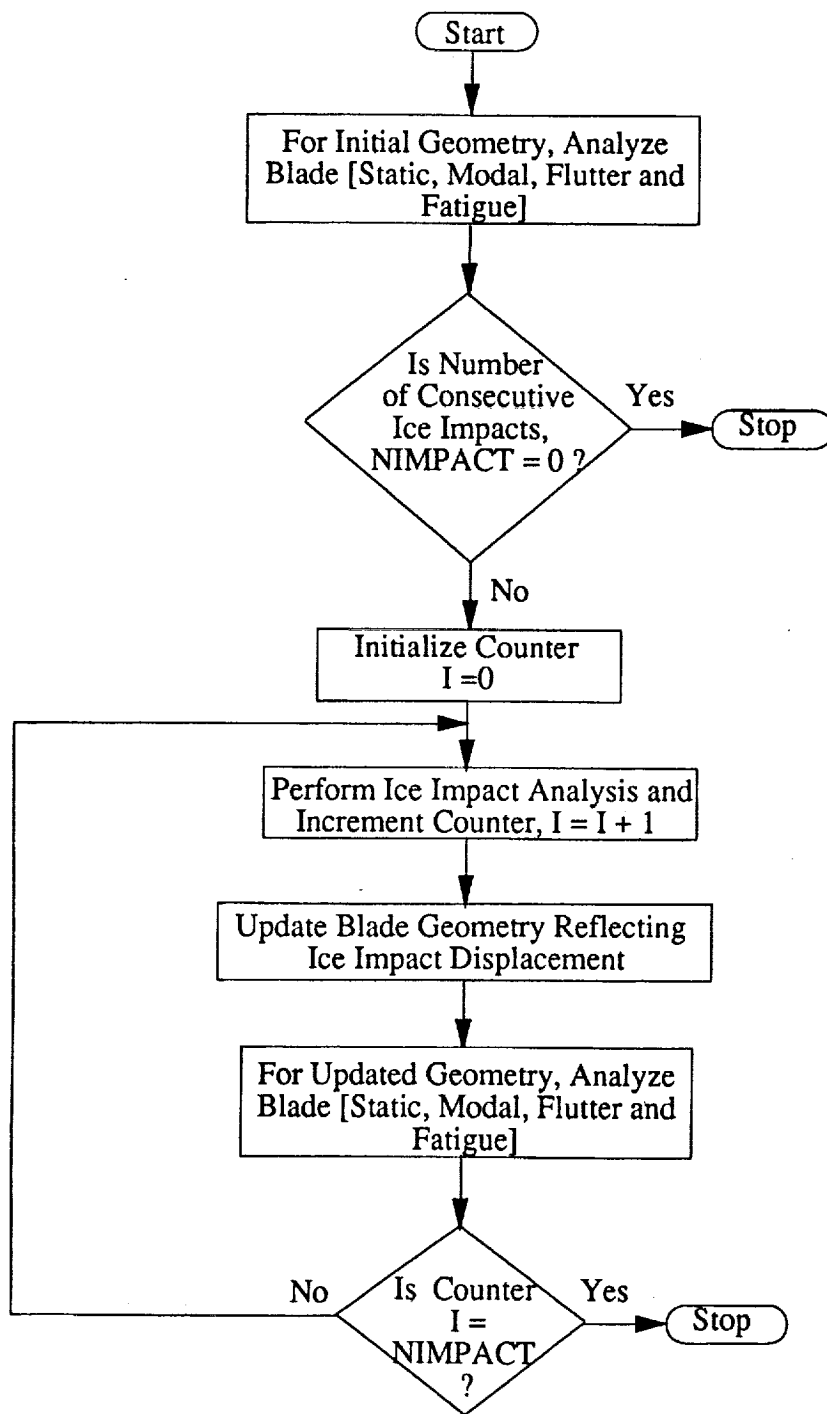 Start
For Initial Geometry, Analyze
Blade [Static, Modal, Flutter and
Fatigue]
Is Number
of Consecutive
Ice Impacts,
NIMPACT = 0 ?
Yes
Stop
No
Initialize Counter
I =0
Perform Ice Impact Analysis and
Increment Counter, I = I + 1
Update Blade Geometry Reflecting
Ice Impact Displacement
For Updated Geometry, Analyze
Blade [Static, Modal, Flutter and
Fatigue]
No
Is Counter
I =
NIMPACT
?
Yes
Stop